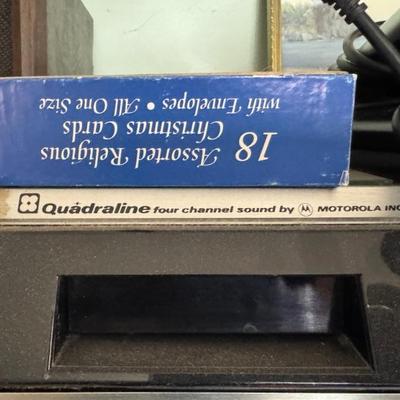 18 Assorted Religious
Christmas Cards
with Envelopes • All One Size
Quadraline four channel sound by M MOTOROLA INC